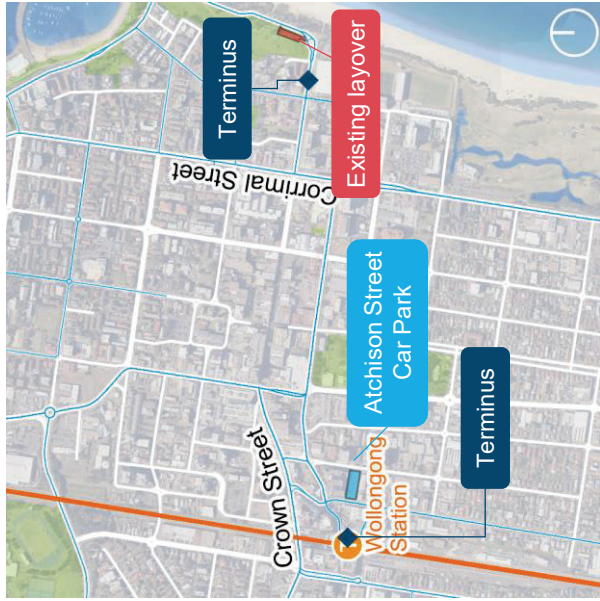 Terminus
Existing layover
Corrimal Street
Atchison Street
Car Park
Crown Street
Terminus
Wollongong
Station
T